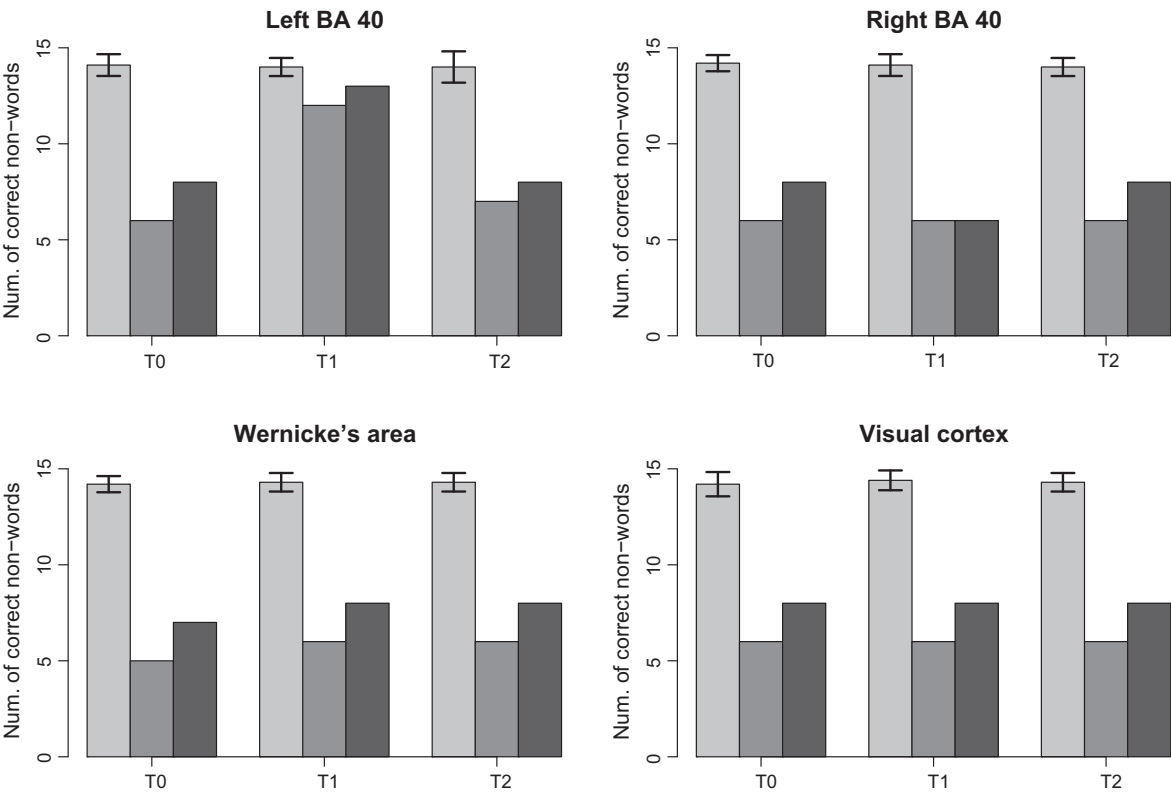 Left BA 40
Num. of correct non−words
0
5
10
15
T0
T1
T2
Right BA 40
Num. of correct non−words
0
5
10
15
T0
T1
T2
Wernicke's area
Num. of correct non−words
0
5
10
15
T0
T1
T2
Visual cortex
Num. of correct non−words
0
5
10
15
T0
T1
T2